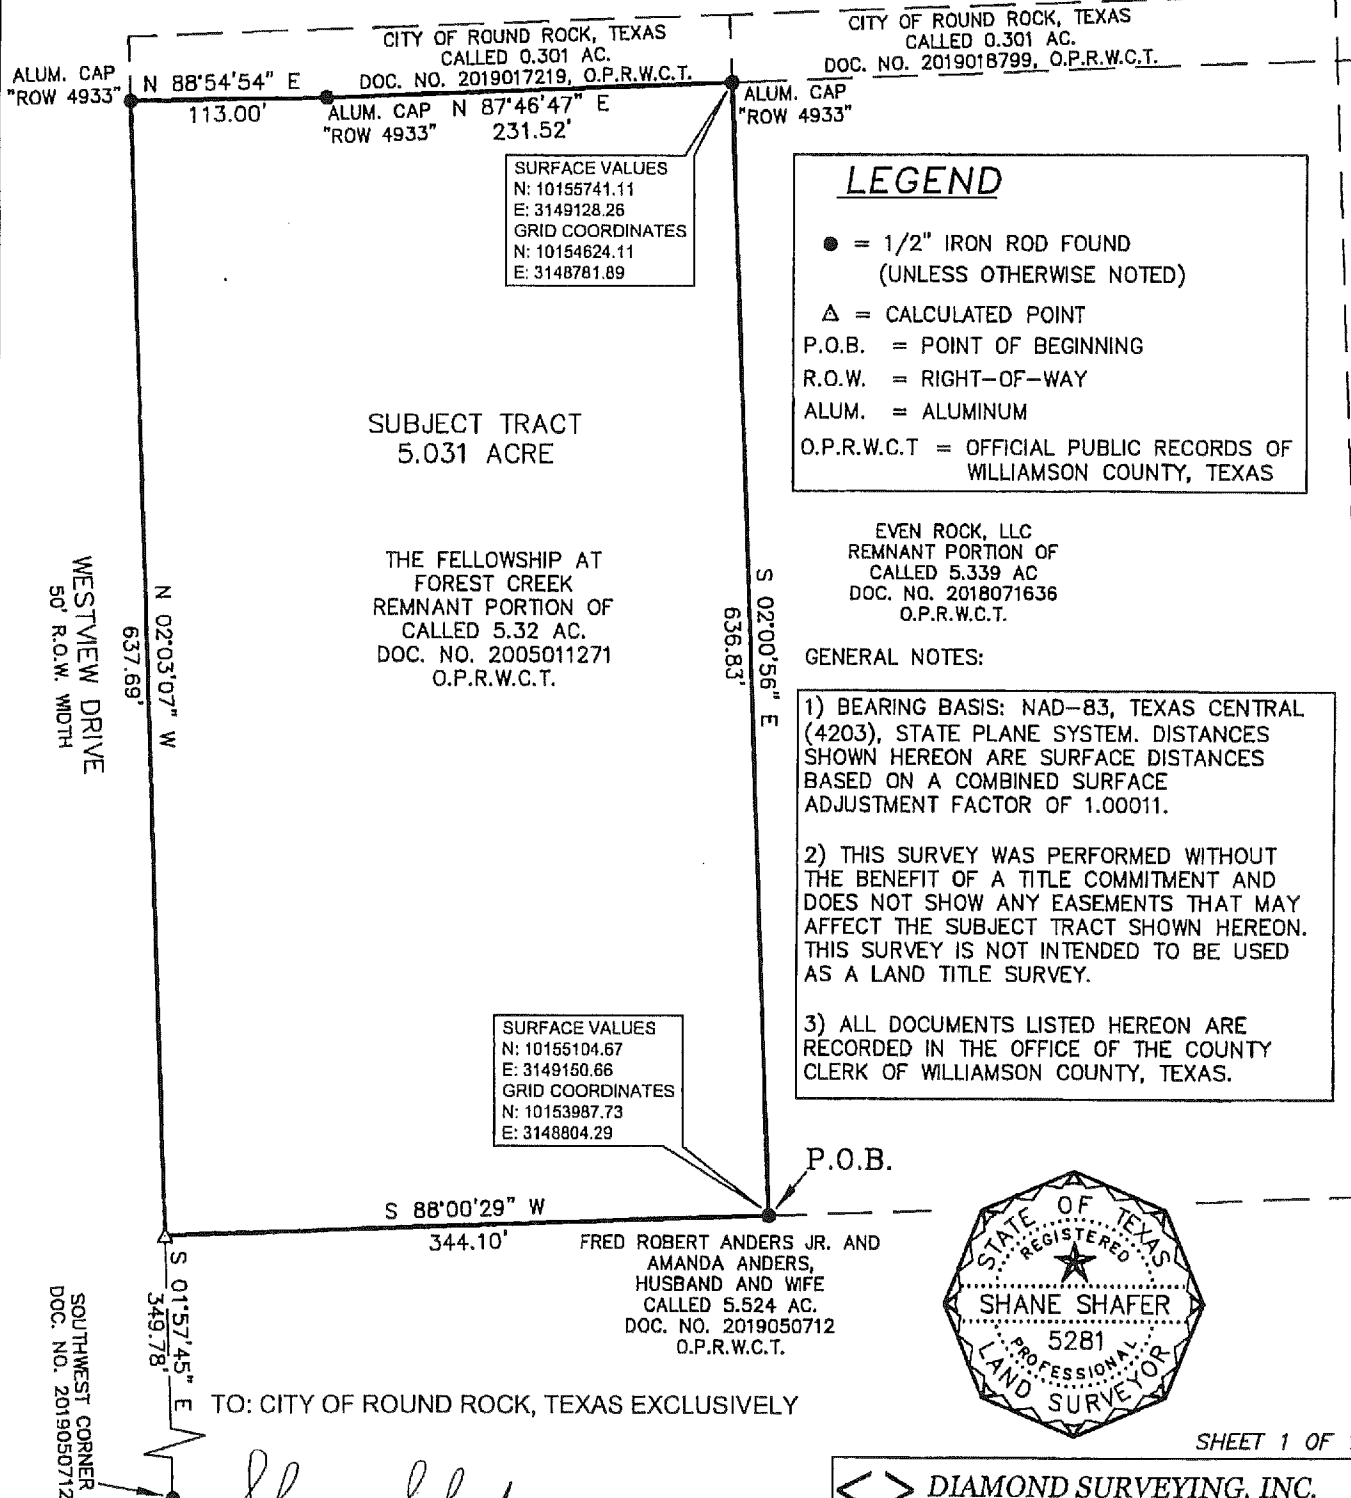 CITY OF ROUND ROCK, TEXAS
CALLED 0.301 AC.
DOC. NO. 2019017219, O.P.R.W.C.T.
CITY OF ROUND ROCK, TEXAS
CALLED 0.301 AC.
DOC. NO. 2019018799, O.P.R.W.C.T.
ALUM. CAP
"ROW 4933"
N 88°54'54" E
113.00'
ALUM. CAP
"ROW 4933"
N 87°46'47" E
231.52'
ALUM. CAP
"ROW 4933"
SURFACE VALUES
N: 10155741.11
E: 3149128.26
GRID COORDINATES
N: 10154624.11
E: 3148781.89
LEGEND
● = 1/2" IRON ROD FOUND
(UNLESS OTHERWISE NOTED)
△ = CALCULATED POINT
P.O.B. = POINT OF BEGINNING
R.O.W. = RIGHT-OF-WAY
ALUM. = ALUMINUM
O.P.R.W.C.T = OFFICIAL PUBLIC RECORDS OF
WILLIAMSON COUNTY, TEXAS
SUBJECT TRACT
5.031 ACRE
THE FELLOWSHIP AT
FOREST CREEK
REMNANT PORTION OF
CALLED 5.32 AC.
DOC. NO. 2005011271
O.P.R.W.C.T.
EVEN ROCK, LLC
REMNANT PORTION OF
CALLED 5.339 AC
DOC. NO. 2018071636
O.P.R.W.C.T.
WESTVIEW DRIVE
50' R.O.W. WIDTH
N 02°03'07" W
637.69'
S 02°00'56" E
636.83'
GENERAL NOTES:
1) BEARING BASIS: NAD-83, TEXAS CENTRAL
(4203), STATE PLANE SYSTEM. DISTANCES
SHOWN HEREON ARE SURFACE DISTANCES
BASED ON A COMBINED SURFACE
ADJUSTMENT FACTOR OF 1.00011.
2) THIS SURVEY WAS PERFORMED WITHOUT
THE BENEFIT OF A TITLE COMMITMENT AND
DOES NOT SHOW ANY EASEMENTS THAT MAY
AFFECT THE SUBJECT TRACT SHOWN HEREON.
THIS SURVEY IS NOT INTENDED TO BE USED
AS A LAND TITLE SURVEY.
3) ALL DOCUMENTS LISTED HEREON ARE
RECORDED IN THE OFFICE OF THE COUNTY
CLERK OF WILLIAMSON COUNTY, TEXAS.
SURFACE VALUES
N: 10155104.67
E: 3149150.66
GRID COORDINATES
N: 10153987.73
E: 3148804.29
P.O.B.
S 88°00'29" W
344.10'
FRED ROBERT ANDERS JR. AND
AMANDA ANDERS,
HUSBAND AND WIFE
CALLED 5.524 AC.
DOC. NO. 2019050712
O.P.R.W.C.T.
S 01°57'45" E
349.78'
SOUTHWEST CORNER
DOC. NO. 2019050712
STATE OF TEXAS
REGISTERED
SHANE SHAFER
5281
PROFESSIONAL
LAND SURVEYOR
TO: CITY OF ROUND ROCK, TEXAS EXCLUSIVELY
SHEET 1 OF
DIAMOND SURVEYING, INC.